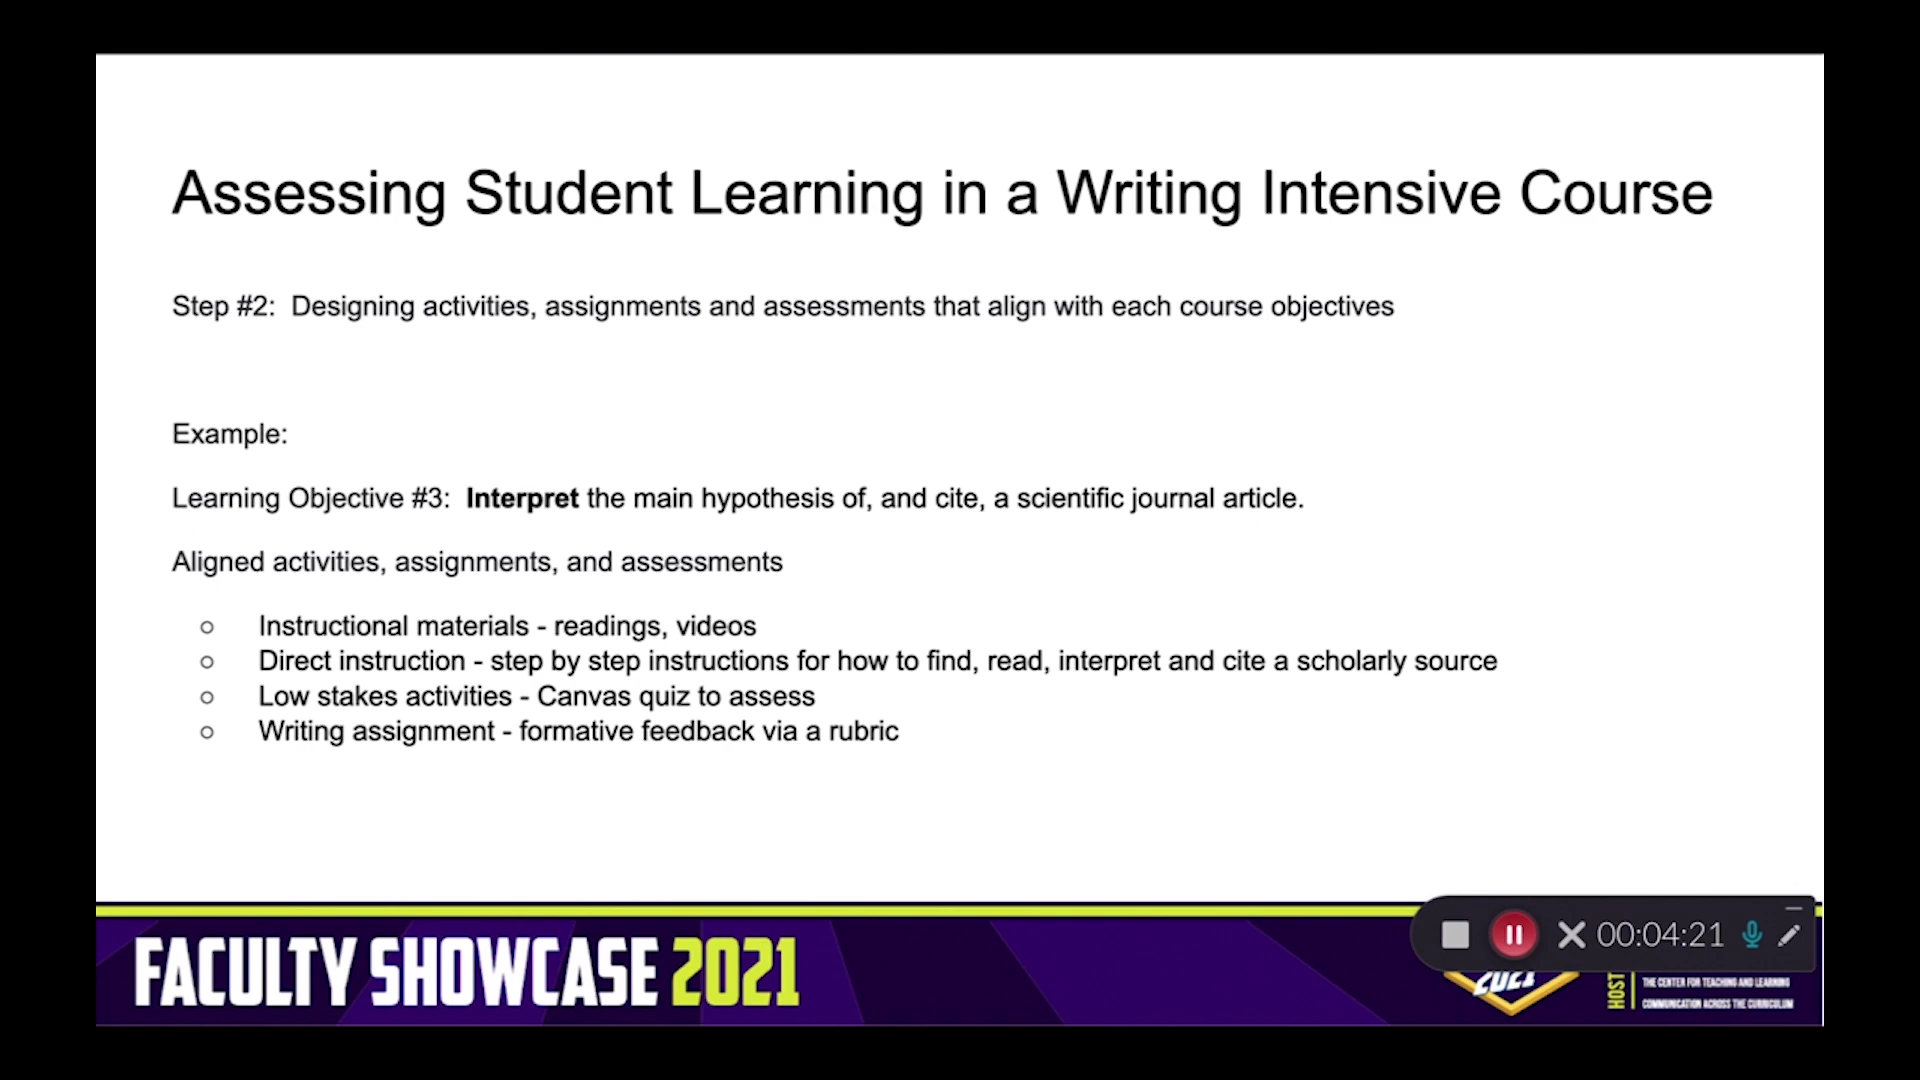 Assessing Student Learning in a Writing Intensive Course
Step #2:  Designing activities, assignments and assessments that align with each course objectives
Example:
Learning Objective #3:  Interpret the main hypothesis of, and cite, a scientific journal article.
Aligned activities, assignments, and assessments
Instructional materials - readings, videos
Direct instruction - step by step instructions for how to find, read, interpret and cite a scholarly source
Low stakes activities - Canvas quiz to assess
Writing assignment - formative feedback via a rubric
00:04:21
FACULTY SHOWCASE 2021
2021
HOST
THE CENTER FOR TEACHING AND LEARNING
COMMUNICATION ACROSS THE CURRICULUM